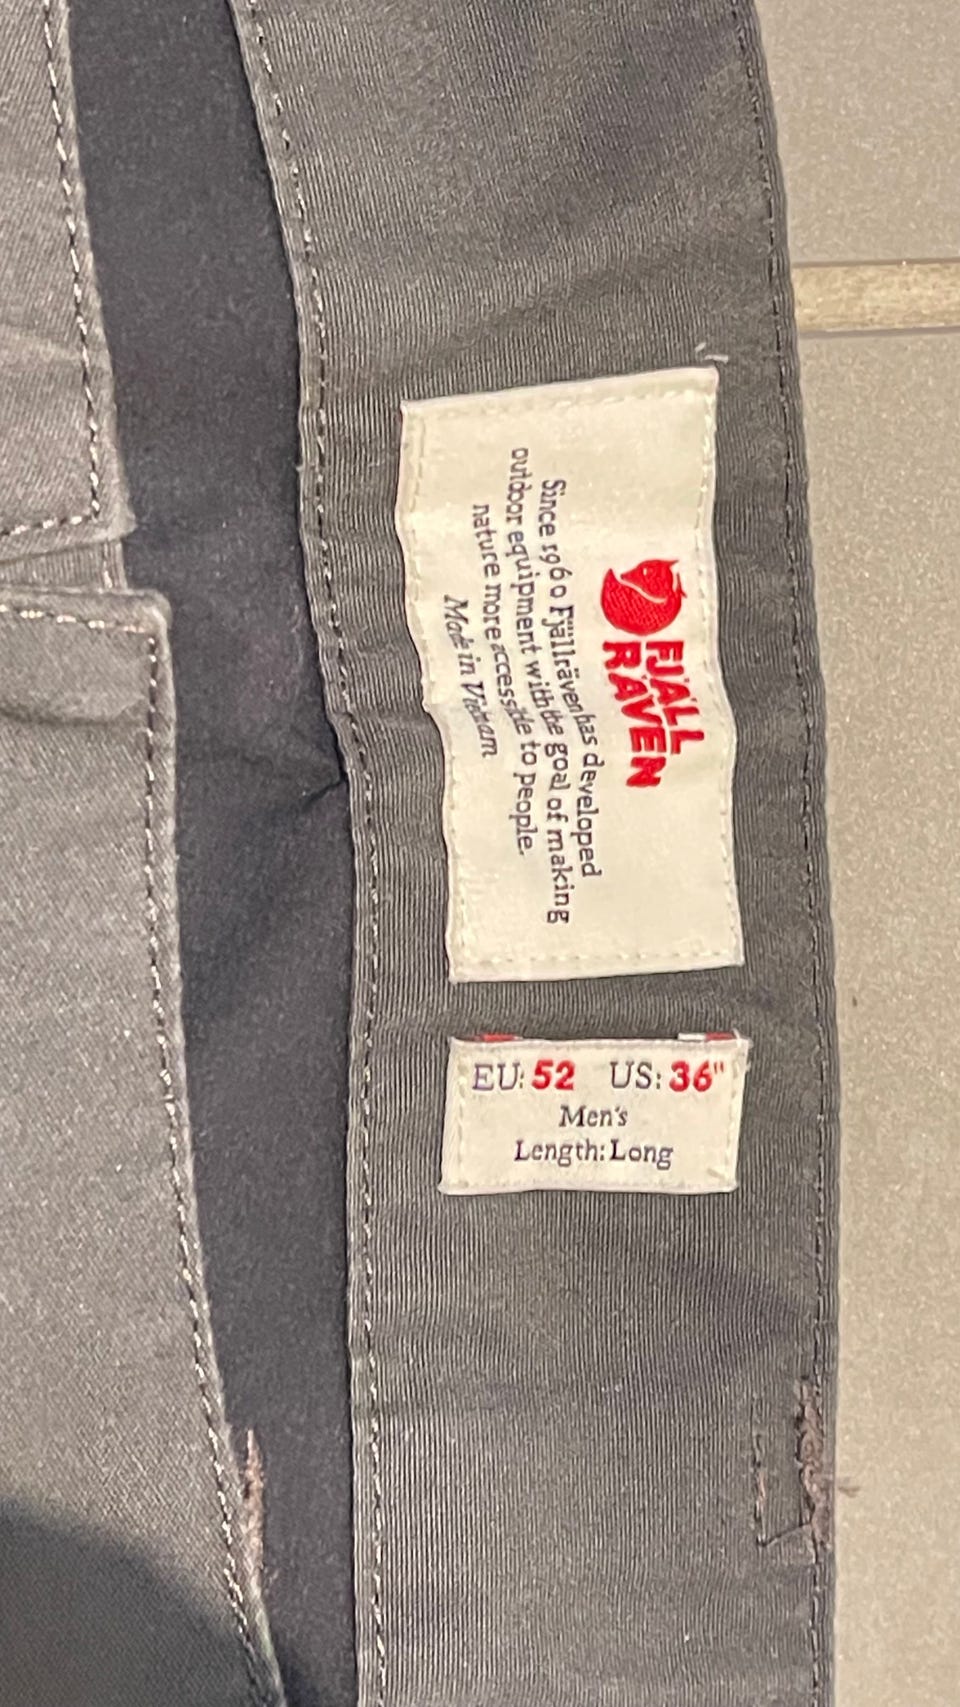 FJÄLL
RÄVEN
Since 1960 Fjällräven has developed
outdoor equipment with the goal of making
nature more accessible to people.
Made in Vietnam
EU: 52 US: 36"
Men's
Length: Long